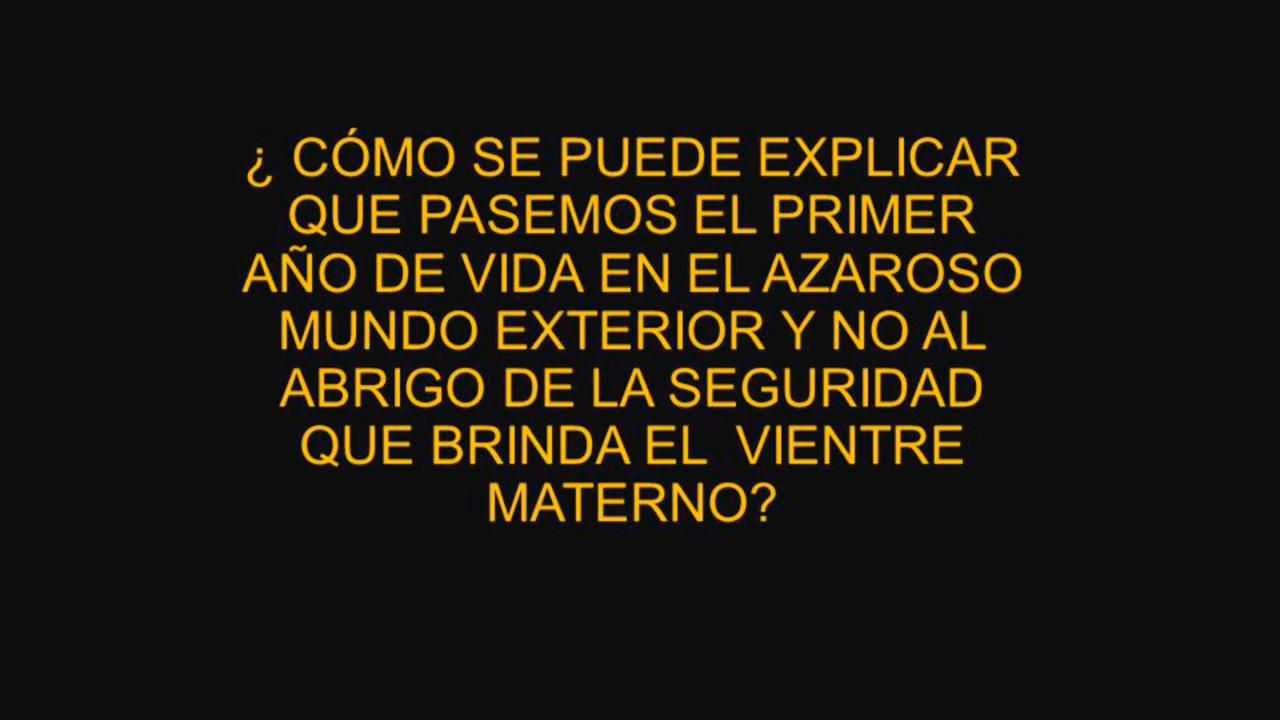 ¿ CÓMO SE PUEDE EXPLICAR
QUE PASEMOS EL PRIMER
AÑO DE VIDA EN EL AZAROSO
MUNDO EXTERIOR Y NO AL
ABRIGO DE LA SEGURIDAD
QUE BRINDA EL  VIENTRE
MATERNO?